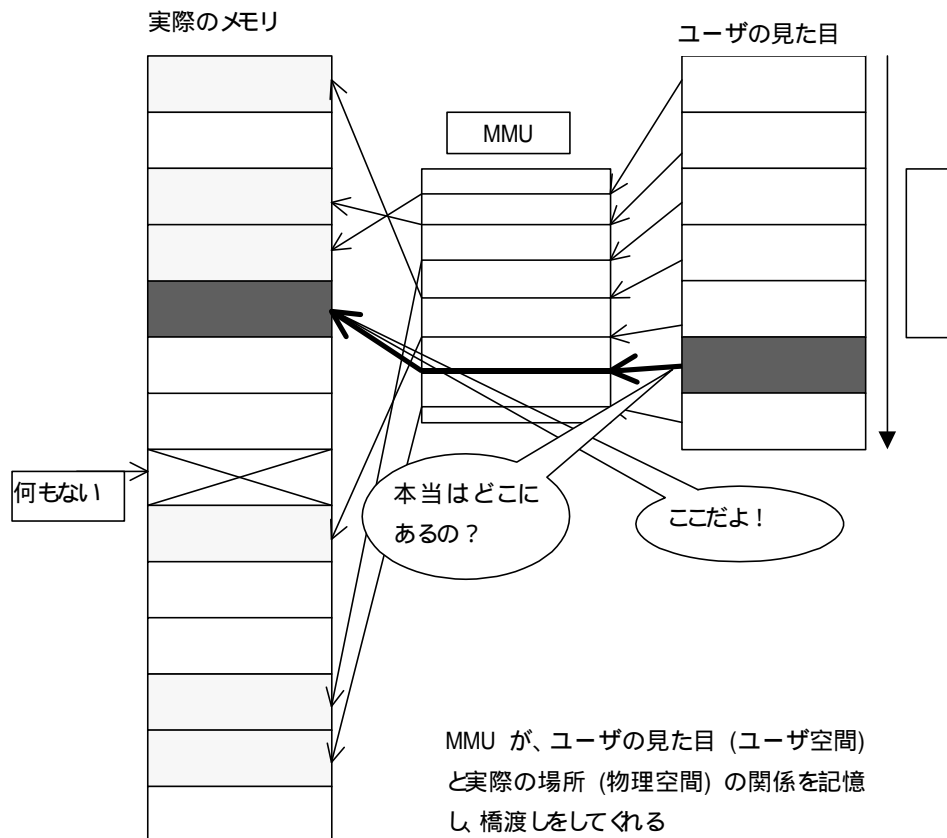 実際のメモリ
ユーザの見た目
MMU
何もない
本当はどこに
あるの？
ここだよ！
MMU が、ユーザの見た目 (ユーザ空間)
と実際の場所 (物理空間) の関係を記憶
し、橋渡しをしてくれる